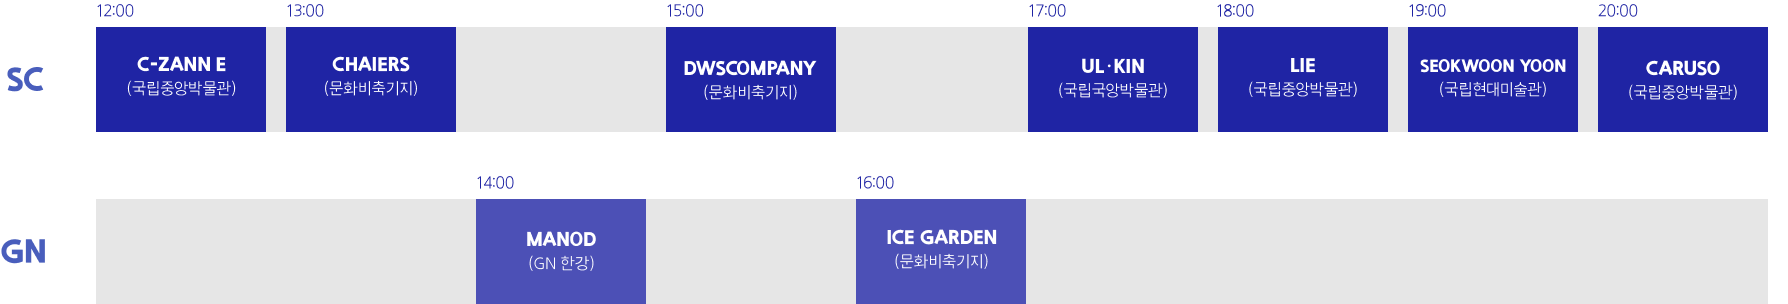 12:00 13:00 15:00 17:00 18:00 19:00 20:00
SC
C-ZANN E
(국립중앙박물관)
CHAIERS
(문화비축기지)
DWSCOMPANY
(문화비축기지)
UL·KIN
(국립국앙박물관)
LIE
(국립중앙박물관)
SEOKWOON YOON
(국립현대미술관)
CARUSO
(국립중앙박물관)
14:00 16:00
GN
MANOD
(GN 한강)
ICE GARDEN
(문화비축기지)